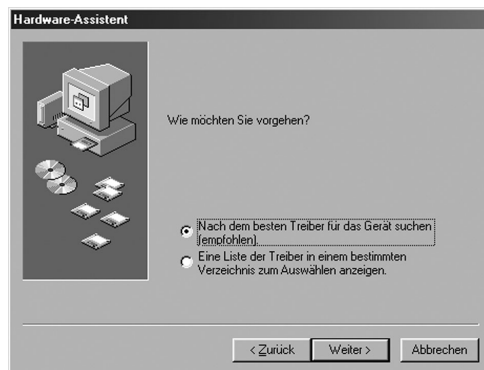 Hardware-Assistent
Wie möchten Sie vorgehen?
Nach dem besten Treiber für das Gerät suchen
(empfohlen).
Eine Liste der Treiber in einem bestimmten
Verzeichnis zum Auswählen anzeigen.
< Zurück
Weiter >
Abbrechen